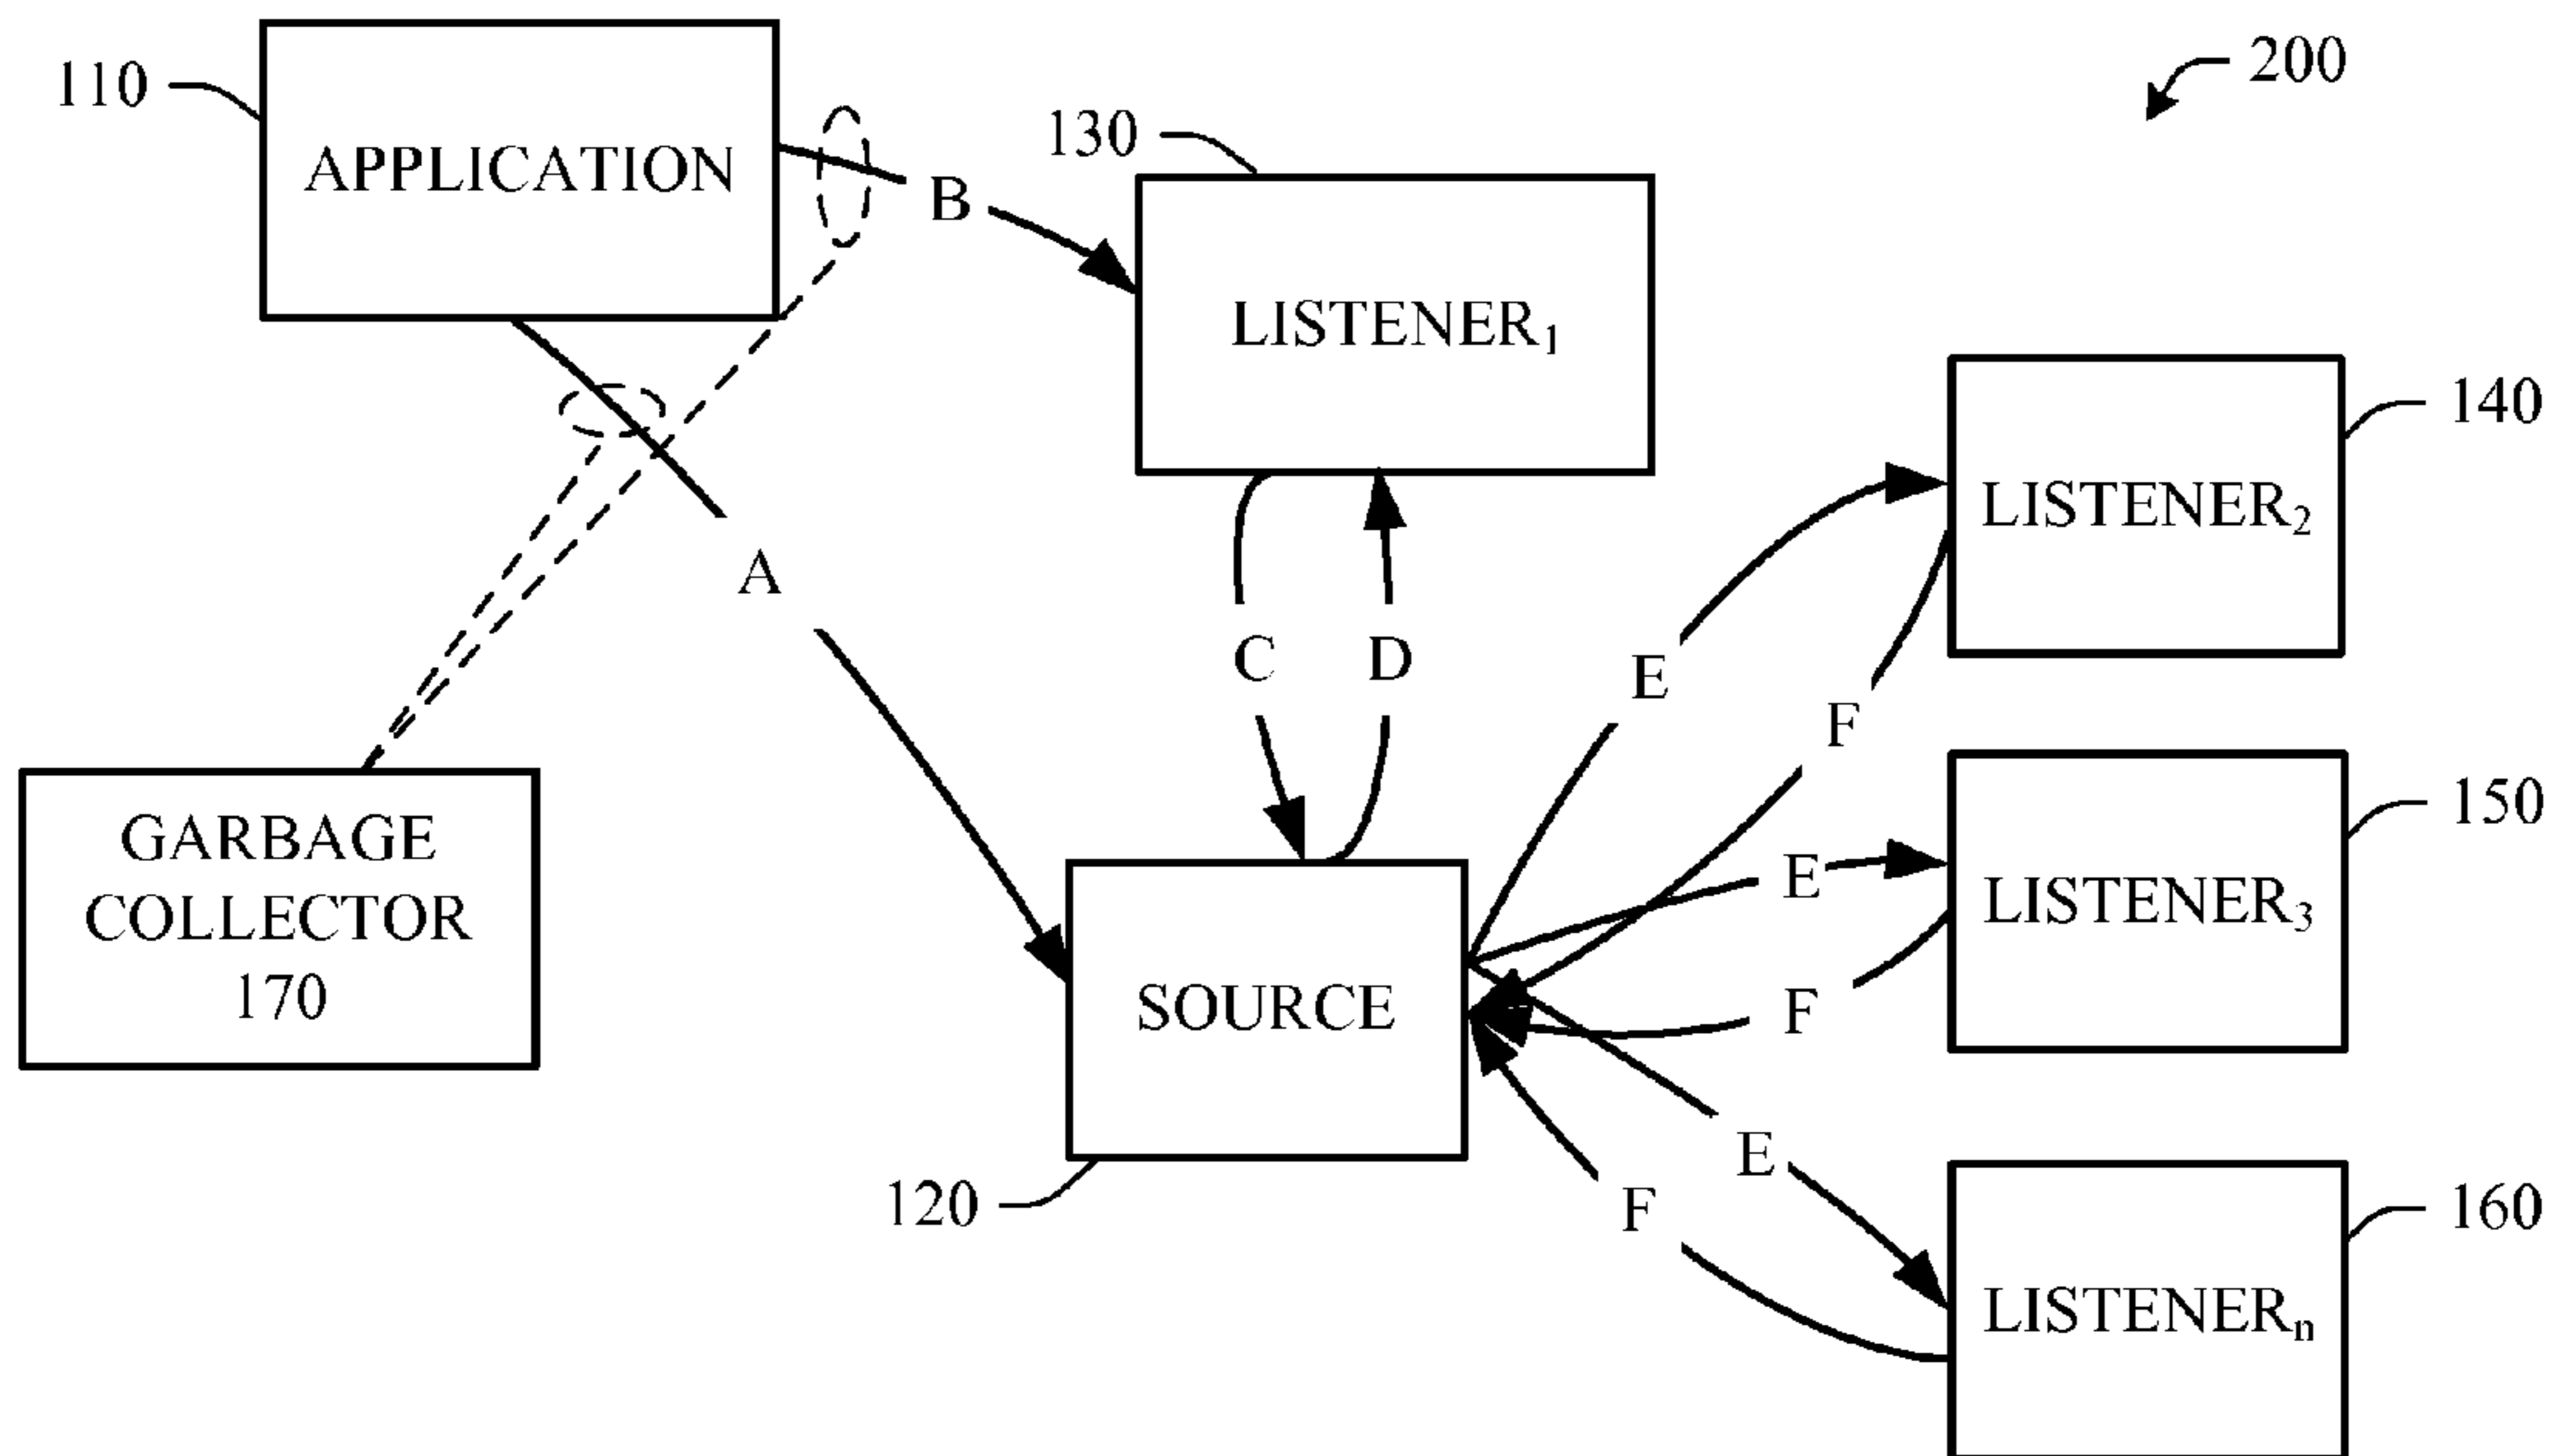 200
110
APPLICATION
130
B
LISTENER₁
140
LISTENER₂
A
C
D
E
F
GARBAGE
COLLECTOR
170
150
E
LISTENER₃
F
SOURCE
120
E
F
160
LISTENERₙ